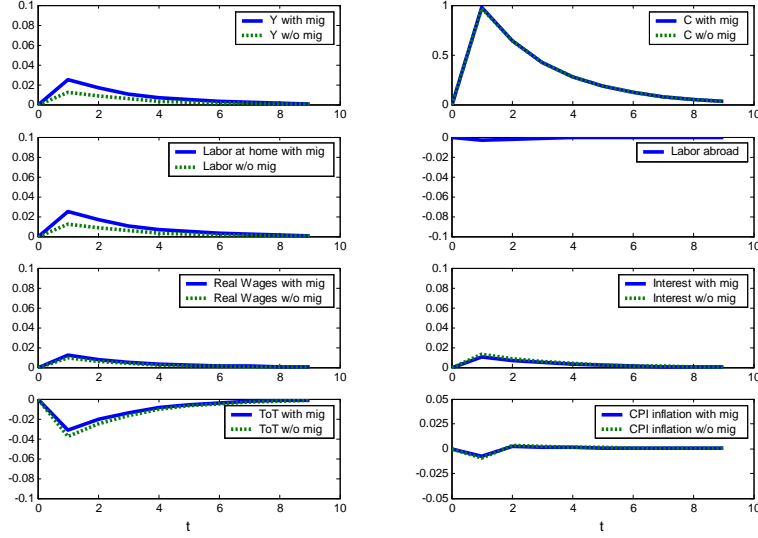 0.1
0.08
0.06
0.04
0.02
0
0 2 4 6 8 10
Y with mig
Y w/o mig
1
0.5
0
0 2 4 6 8 10
C with mig
C w/o mig
0.1
0.08
0.06
0.04
0.02
0
0 2 4 6 8 10
Labor at home with mig
Labor w/o mig
0
-0.02
-0.04
-0.06
-0.08
-0.1
0 2 4 6 8 10
Labor abroad
0.1
0.08
0.06
0.04
0.02
0
0 2 4 6 8 10
Real Wages with mig
Real Wages w/o mig
0.1
0.08
0.06
0.04
0.02
0
0 2 4 6 8 10
Interest with mig
Interest w/o mig
0
-0.02
-0.04
-0.06
-0.08
-0.1
0 2 4 6 8 10
t
ToT with mig
ToT w/o mig
0.05
0
-0.025
-0.05
0 2 4 6 8 10
t
CPI inflation with mig
CPI inflation w/o mig